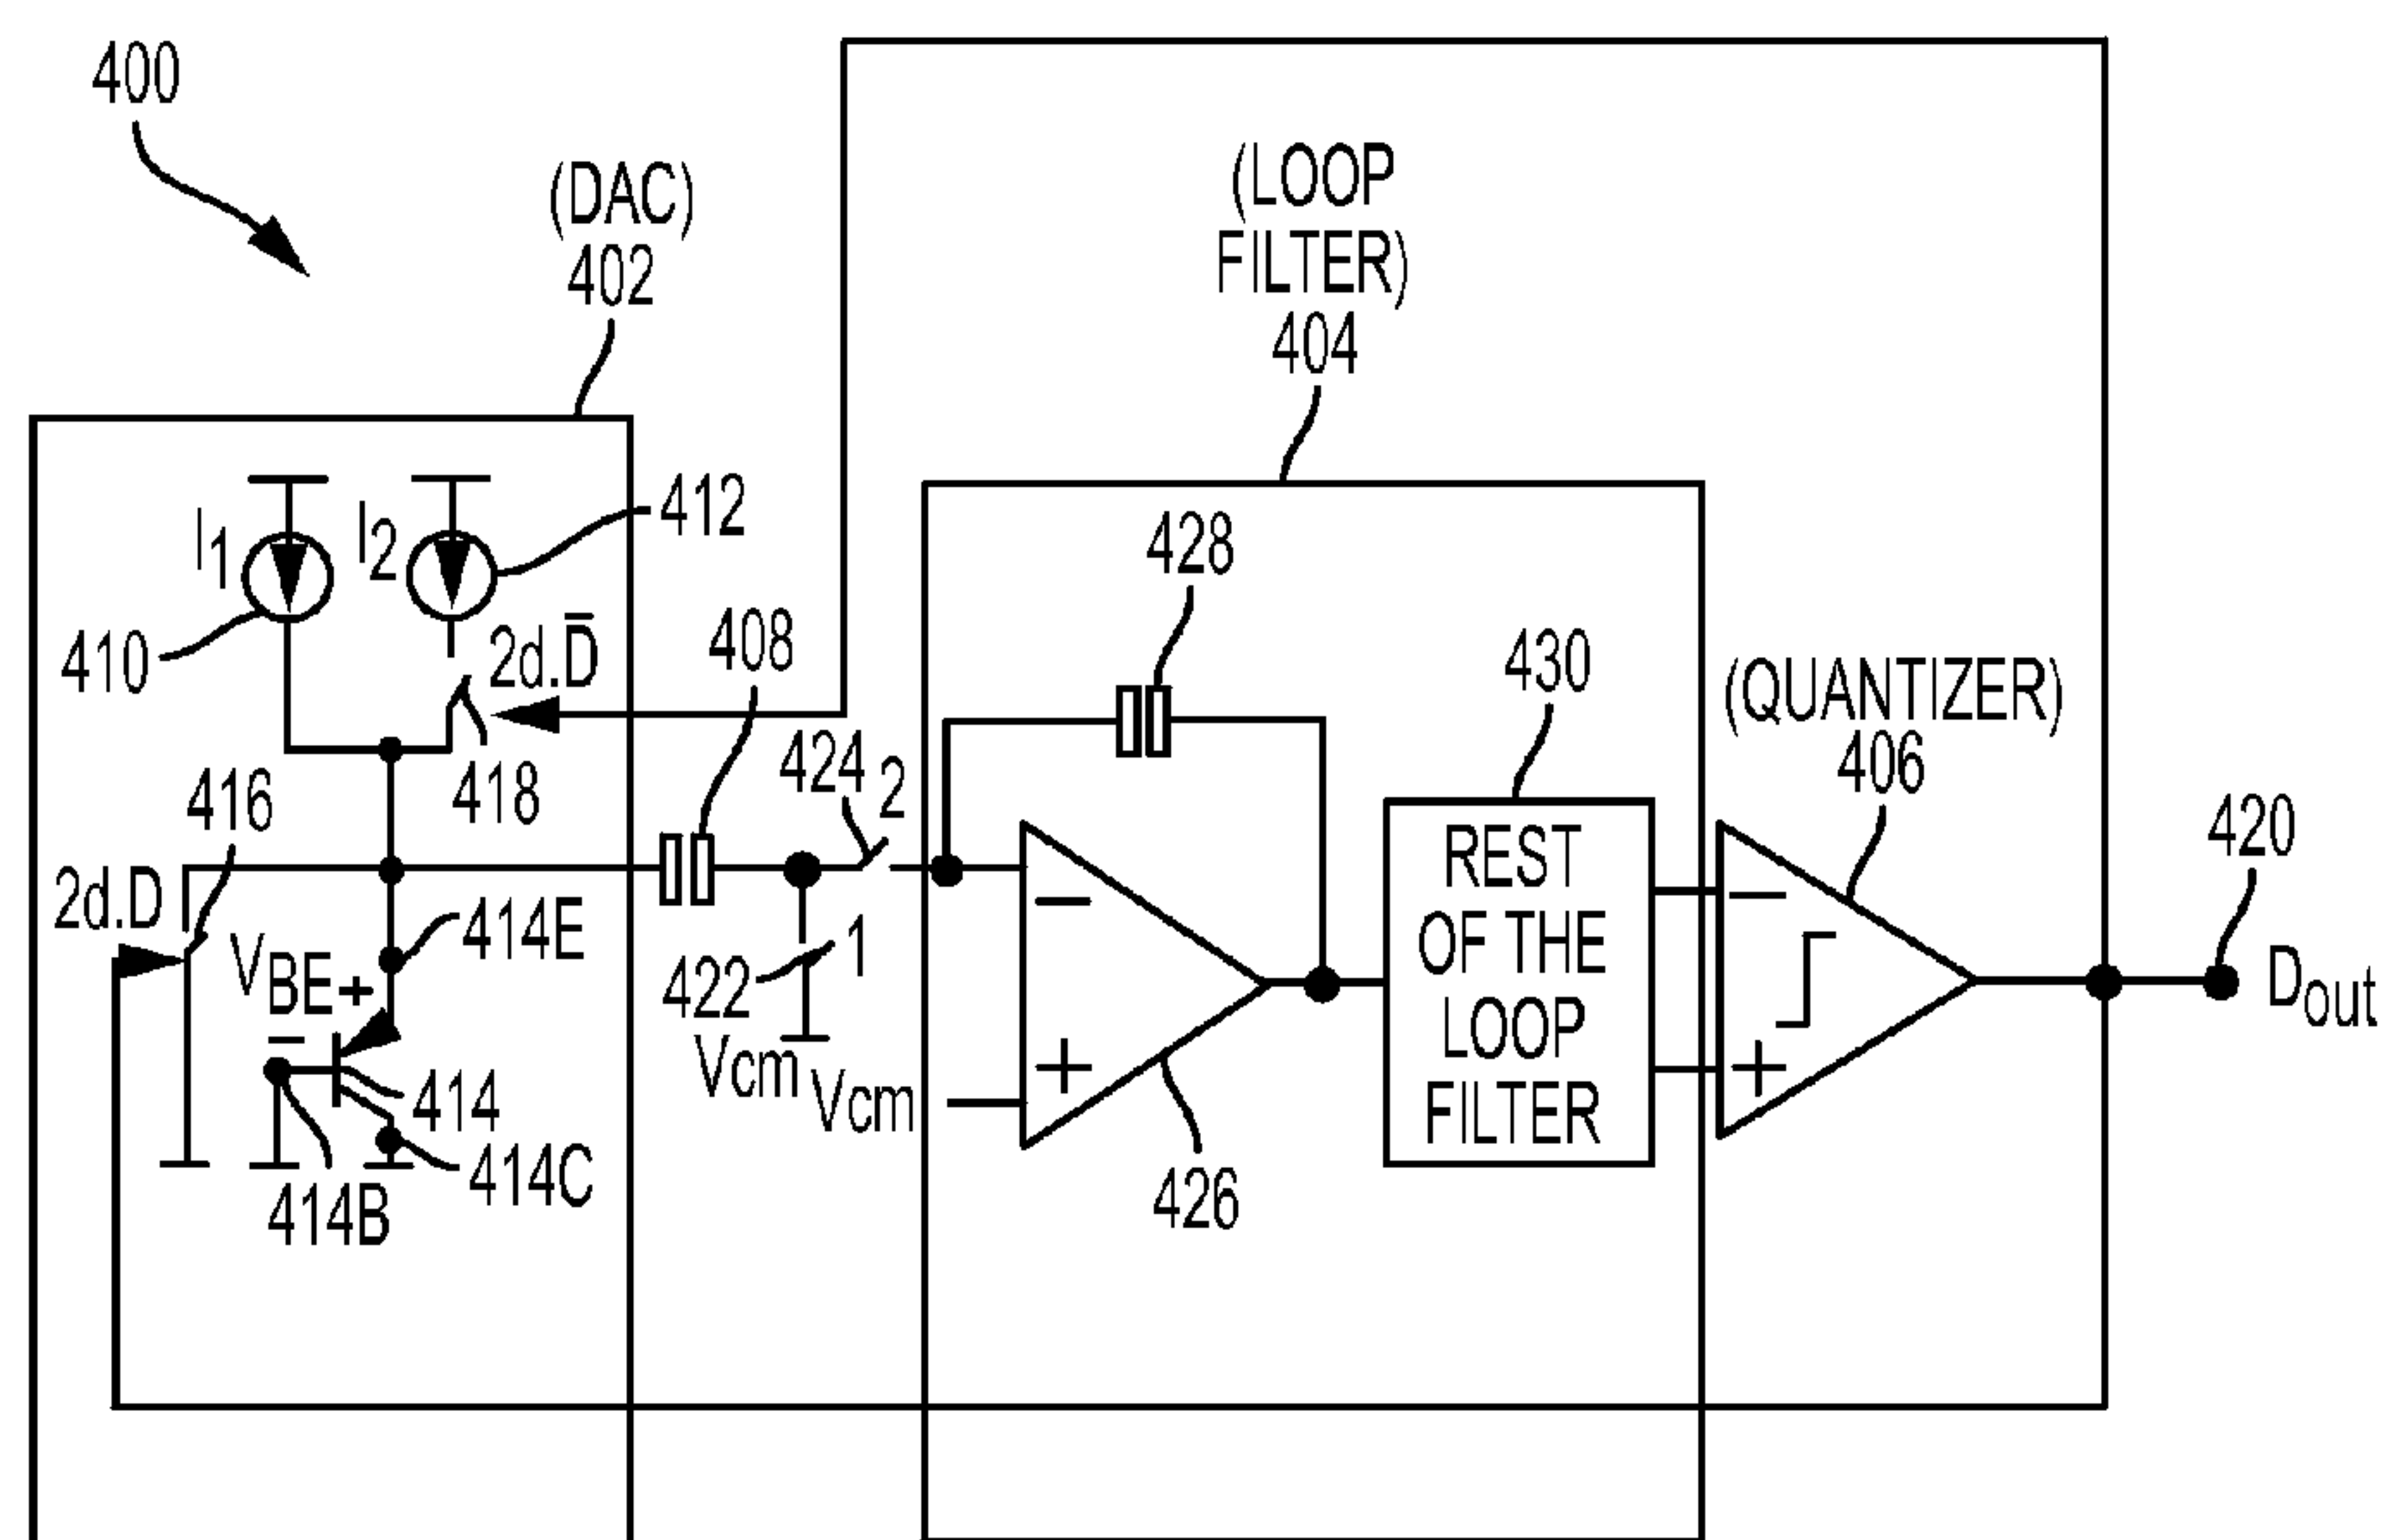 400
(DAC)
402
(LOOP
FILTER)
404
I1
I2
412
410
2d.D̅
408
428
430
(QUANTIZER)
406
420
416
418
424
2
2d.D
414E
VBE+
–
422
1
Vcm
Vcm
–
+
REST
OF THE
LOOP
FILTER
–
+
Dout
414
414C
414B
426